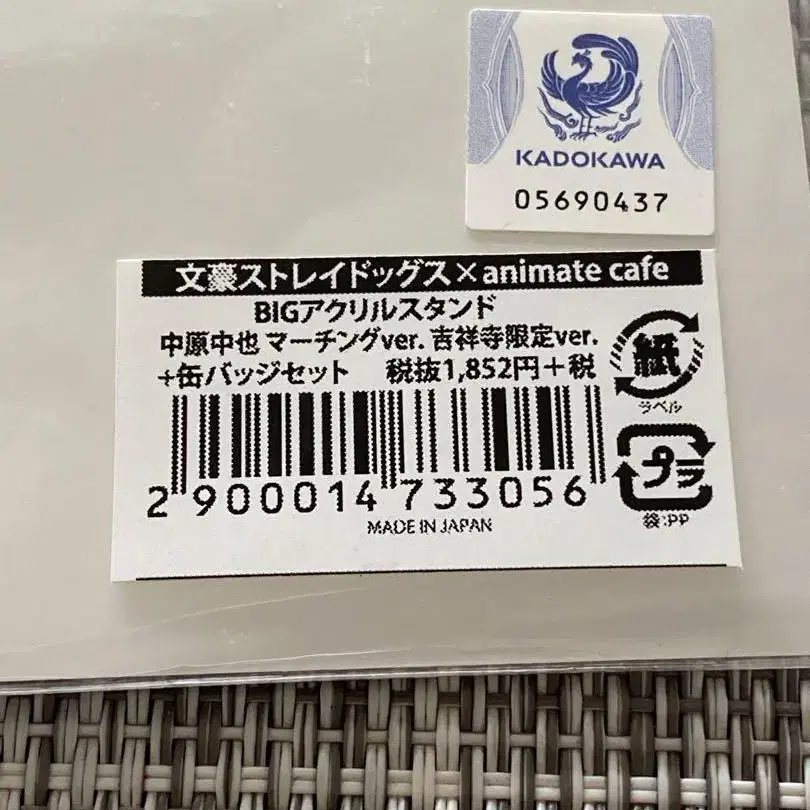 KADOKAWA
05690437
文豪ストレイドッグス×animate cafe
BIGアクリルスタンド
中原中也 マーチングver. 吉祥寺限定ver.
+缶バッジセット 税抜1,852円+税
紙
ラベル
2 900014 733056
プラ
袋:PP
MADE IN JAPAN